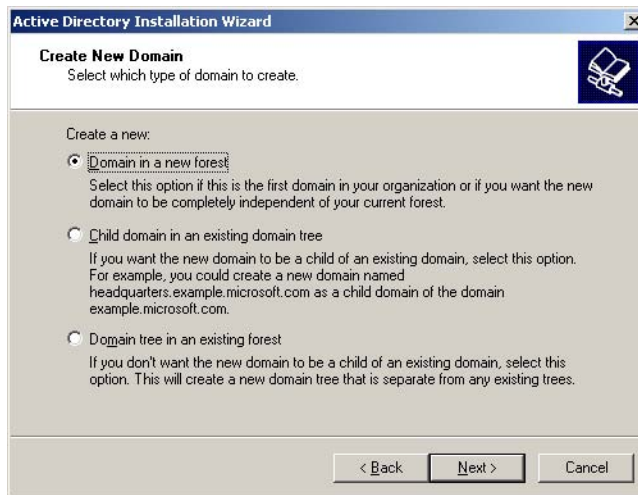 Active Directory Installation Wizard
Create New Domain
Select which type of domain to create.
Create a new:
Domain in a new forest
Select this option if this is the first domain in your organization or if you want the new
domain to be completely independent of your current forest.
Child domain in an existing domain tree
If you want the new domain to be a child of an existing domain, select this option.
For example, you could create a new domain named
headquarters.example.microsoft.com as a child domain of the domain
example.microsoft.com.
Domain tree in an existing forest
If you don't want the new domain to be a child of an existing domain, select this
option. This will create a new domain tree that is separate from any existing trees.
< Back Next > Cancel